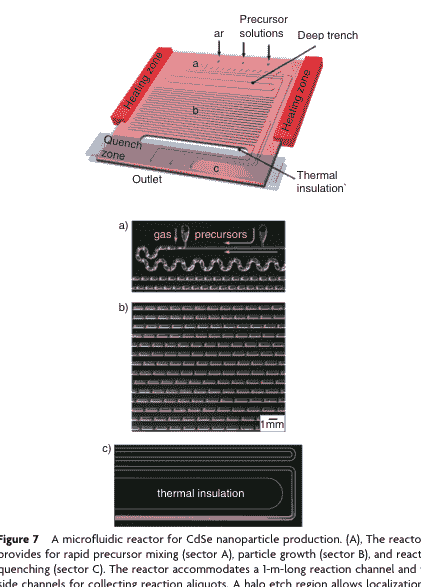 Precursor
ar solutions Deep trench
a
Heating zone
Heating zone
b
Quench
zone
c
Outlet
Thermal
insulation`
a)
gas precursors
b)
1mm
c)
thermal insulation
Figure 7 A microfluidic reactor for CdSe nanoparticle production. (A), The reacto
provides for rapid precursor mixing (sector A), particle growth (sector B), and react
quenching (sector C). The reactor accommodates a 1-m-long reaction channel and
side channels for collecting reaction aliquots. A halo etch region allows localization